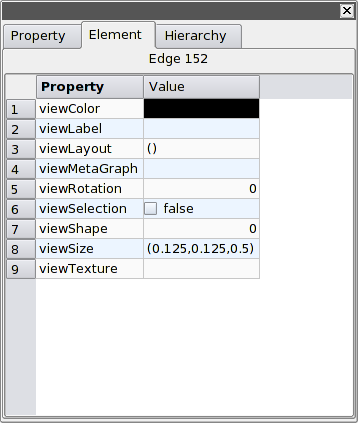 Property Element Hierarchy
Edge 152
Property Value
1 viewColor
2 viewLabel
3 viewLayout ()
4 viewMetaGraph
5 viewRotation 0
6 viewSelection false
7 viewShape 0
8 viewSize (0.125,0.125,0.5)
9 viewTexture